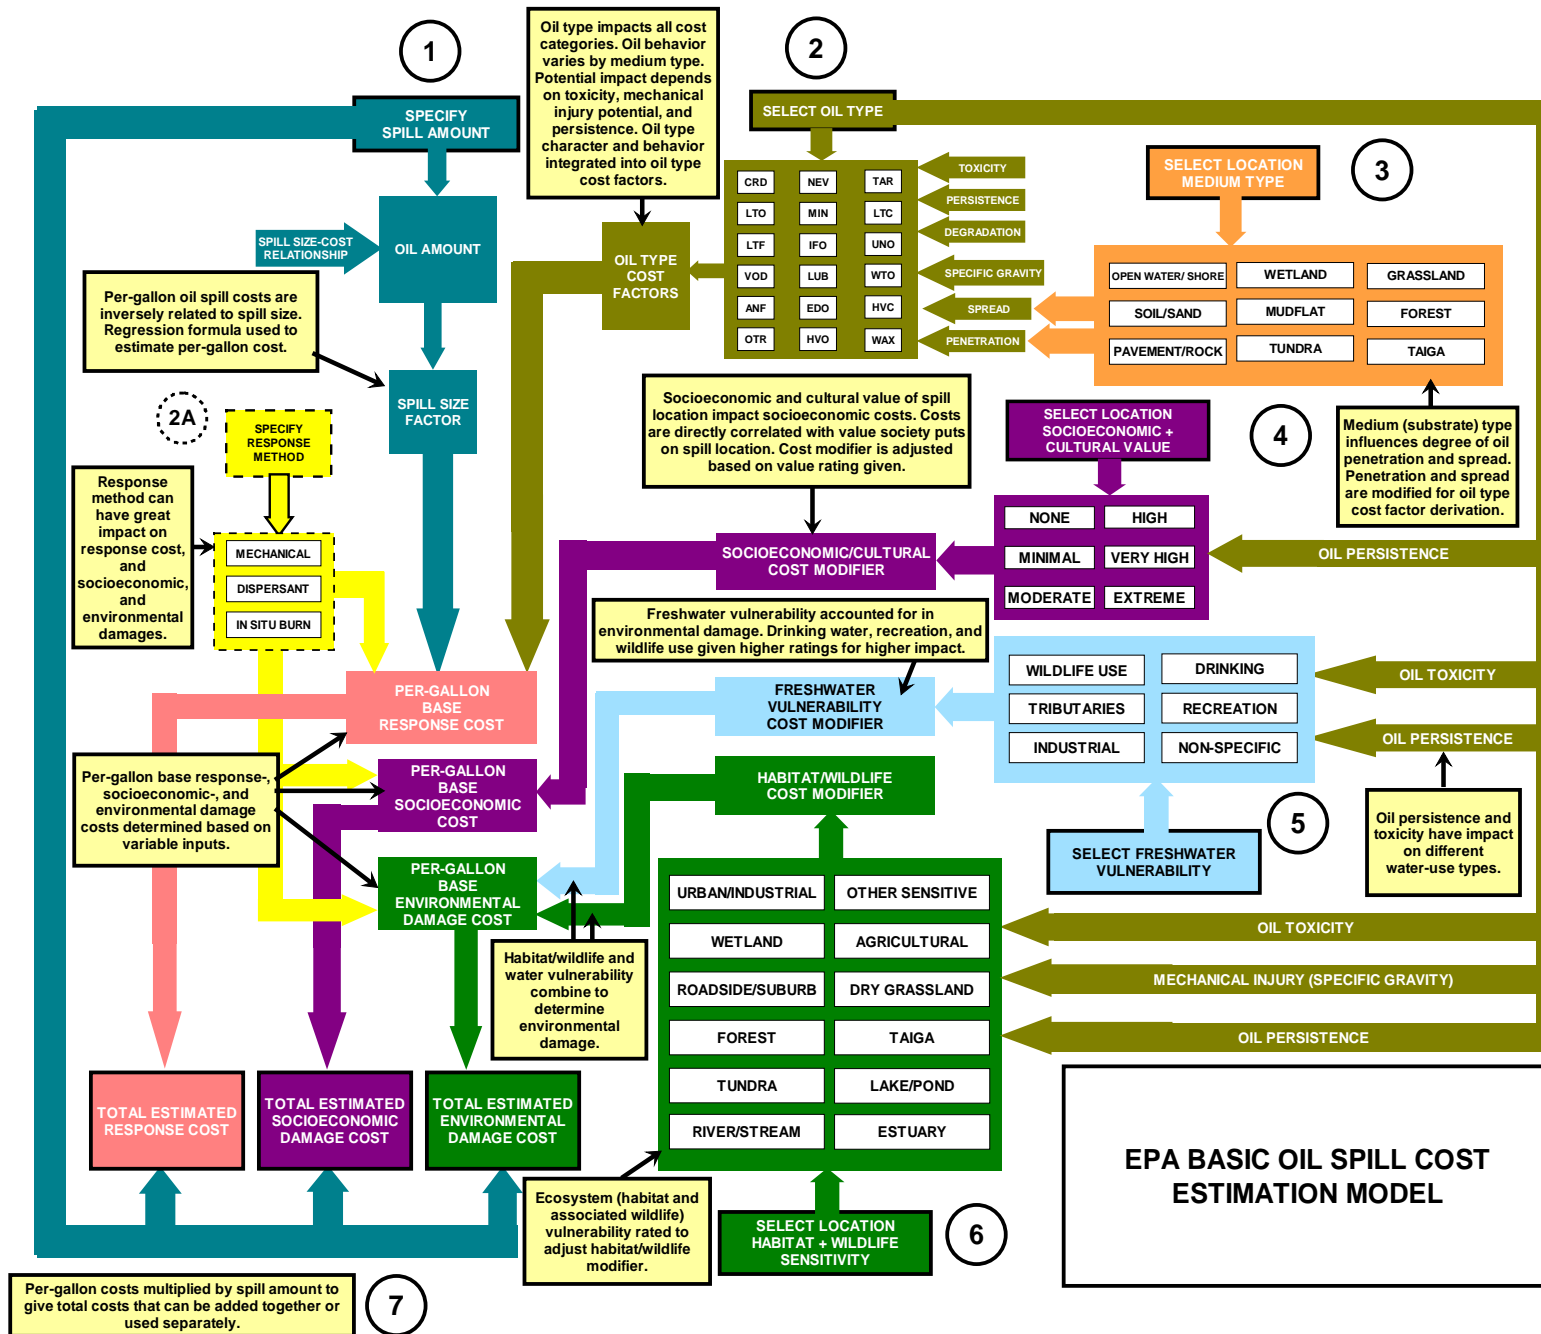 1
SPECIFY
SPILL AMOUNT
Oil type impacts all cost
categories. Oil behavior
varies by medium type.
Potential impact depends
on toxicity, mechanical
injury potential, and
persistence. Oil type
character and behavior
integrated into oil type
cost factors.
2
SELECT OIL TYPE
CRD
NEV
TAR
LTO
MIN
LTC
LTF
IFO
UNO
VOD
LUB
WTO
ANF
EDO
HVC
OTR
HVO
WAX
TOXICITY
PERSISTENCE
DEGRADATION
SPECIFIC GRAVITY
SPREAD
PENETRATION
3
SELECT LOCATION
MEDIUM TYPE
OPEN WATER/ SHORE
WETLAND
GRASSLAND
SOIL/SAND
MUDFLAT
FOREST
PAVEMENT/ROCK
TUNDRA
TAIGA
SPILL SIZE-COST
RELATIONSHIP
OIL AMOUNT
OIL TYPE
COST
FACTORS
Per-gallon oil spill costs are
inversely related to spill size.
Regression formula used to
estimate per-gallon cost.
SPILL SIZE
FACTOR
2A
SPECIFY
RESPONSE
METHOD
Response
method can
have great
impact on
response cost,
and
socioeconomic,
and
environmental
damages.
MECHANICAL
DISPERSANT
IN SITU BURN
Socioeconomic and cultural value of spill
location impact socioeconomic costs. Costs
are directly correlated with value society puts
on spill location. Cost modifier is adjusted
based on value rating given.
SELECT LOCATION
SOCIOECONOMIC +
CULTURAL VALUE
4
Medium (substrate) type
influences degree of oil
penetration and spread.
Penetration and spread
are modified for oil type
cost factor derivation.
NONE
HIGH
MINIMAL
VERY HIGH
MODERATE
EXTREME
OIL PERSISTENCE
SOCIOECONOMIC/CULTURAL
COST MODIFIER
Freshwater vulnerability accounted for in
environmental damage. Drinking water, recreation, and
wildlife use given higher ratings for higher impact.
PER-GALLON
BASE
RESPONSE COST
FRESHWATER
VULNERABILITY
COST MODIFIER
WILDLIFE USE
DRINKING
TRIBUTARIES
RECREATION
INDUSTRIAL
NON-SPECIFIC
OIL TOXICITY
OIL PERSISTENCE
Per-gallon base response-,
socioeconomic-, and
environmental damage
costs determined based on
variable inputs.
PER-GALLON
BASE
SOCIOECONOMIC
COST
HABITAT/WILDLIFE
COST MODIFIER
5
SELECT FRESHWATER
VULNERABILITY
Oil persistence and
toxicity have impact
on different
water-use types.
PER-GALLON
BASE
ENVIRONMENTAL
DAMAGE COST
URBAN/INDUSTRIAL
OTHER SENSITIVE
WETLAND
AGRICULTURAL
ROADSIDE/SUBURB
DRY GRASSLAND
FOREST
TAIGA
TUNDRA
LAKE/POND
RIVER/STREAM
ESTUARY
OIL TOXICITY
MECHANICAL INJURY (SPECIFIC GRAVITY)
OIL PERSISTENCE
Habitat/wildlife and
water vulnerability
combine to
determine
environmental
damage.
TOTAL ESTIMATED
RESPONSE COST
TOTAL ESTIMATED
SOCIOECONOMIC
DAMAGE COST
TOTAL ESTIMATED
ENVIRONMENTAL
DAMAGE COST
Ecosystem (habitat and
associated wildlife)
vulnerability rated to
adjust habitat/wildlife
modifier.
SELECT LOCATION
HABITAT + WILDLIFE
SENSITIVITY
6
EPA BASIC OIL SPILL COST
ESTIMATION MODEL
Per-gallon costs multiplied by spill amount to
give total costs that can be added together or
used separately.
7